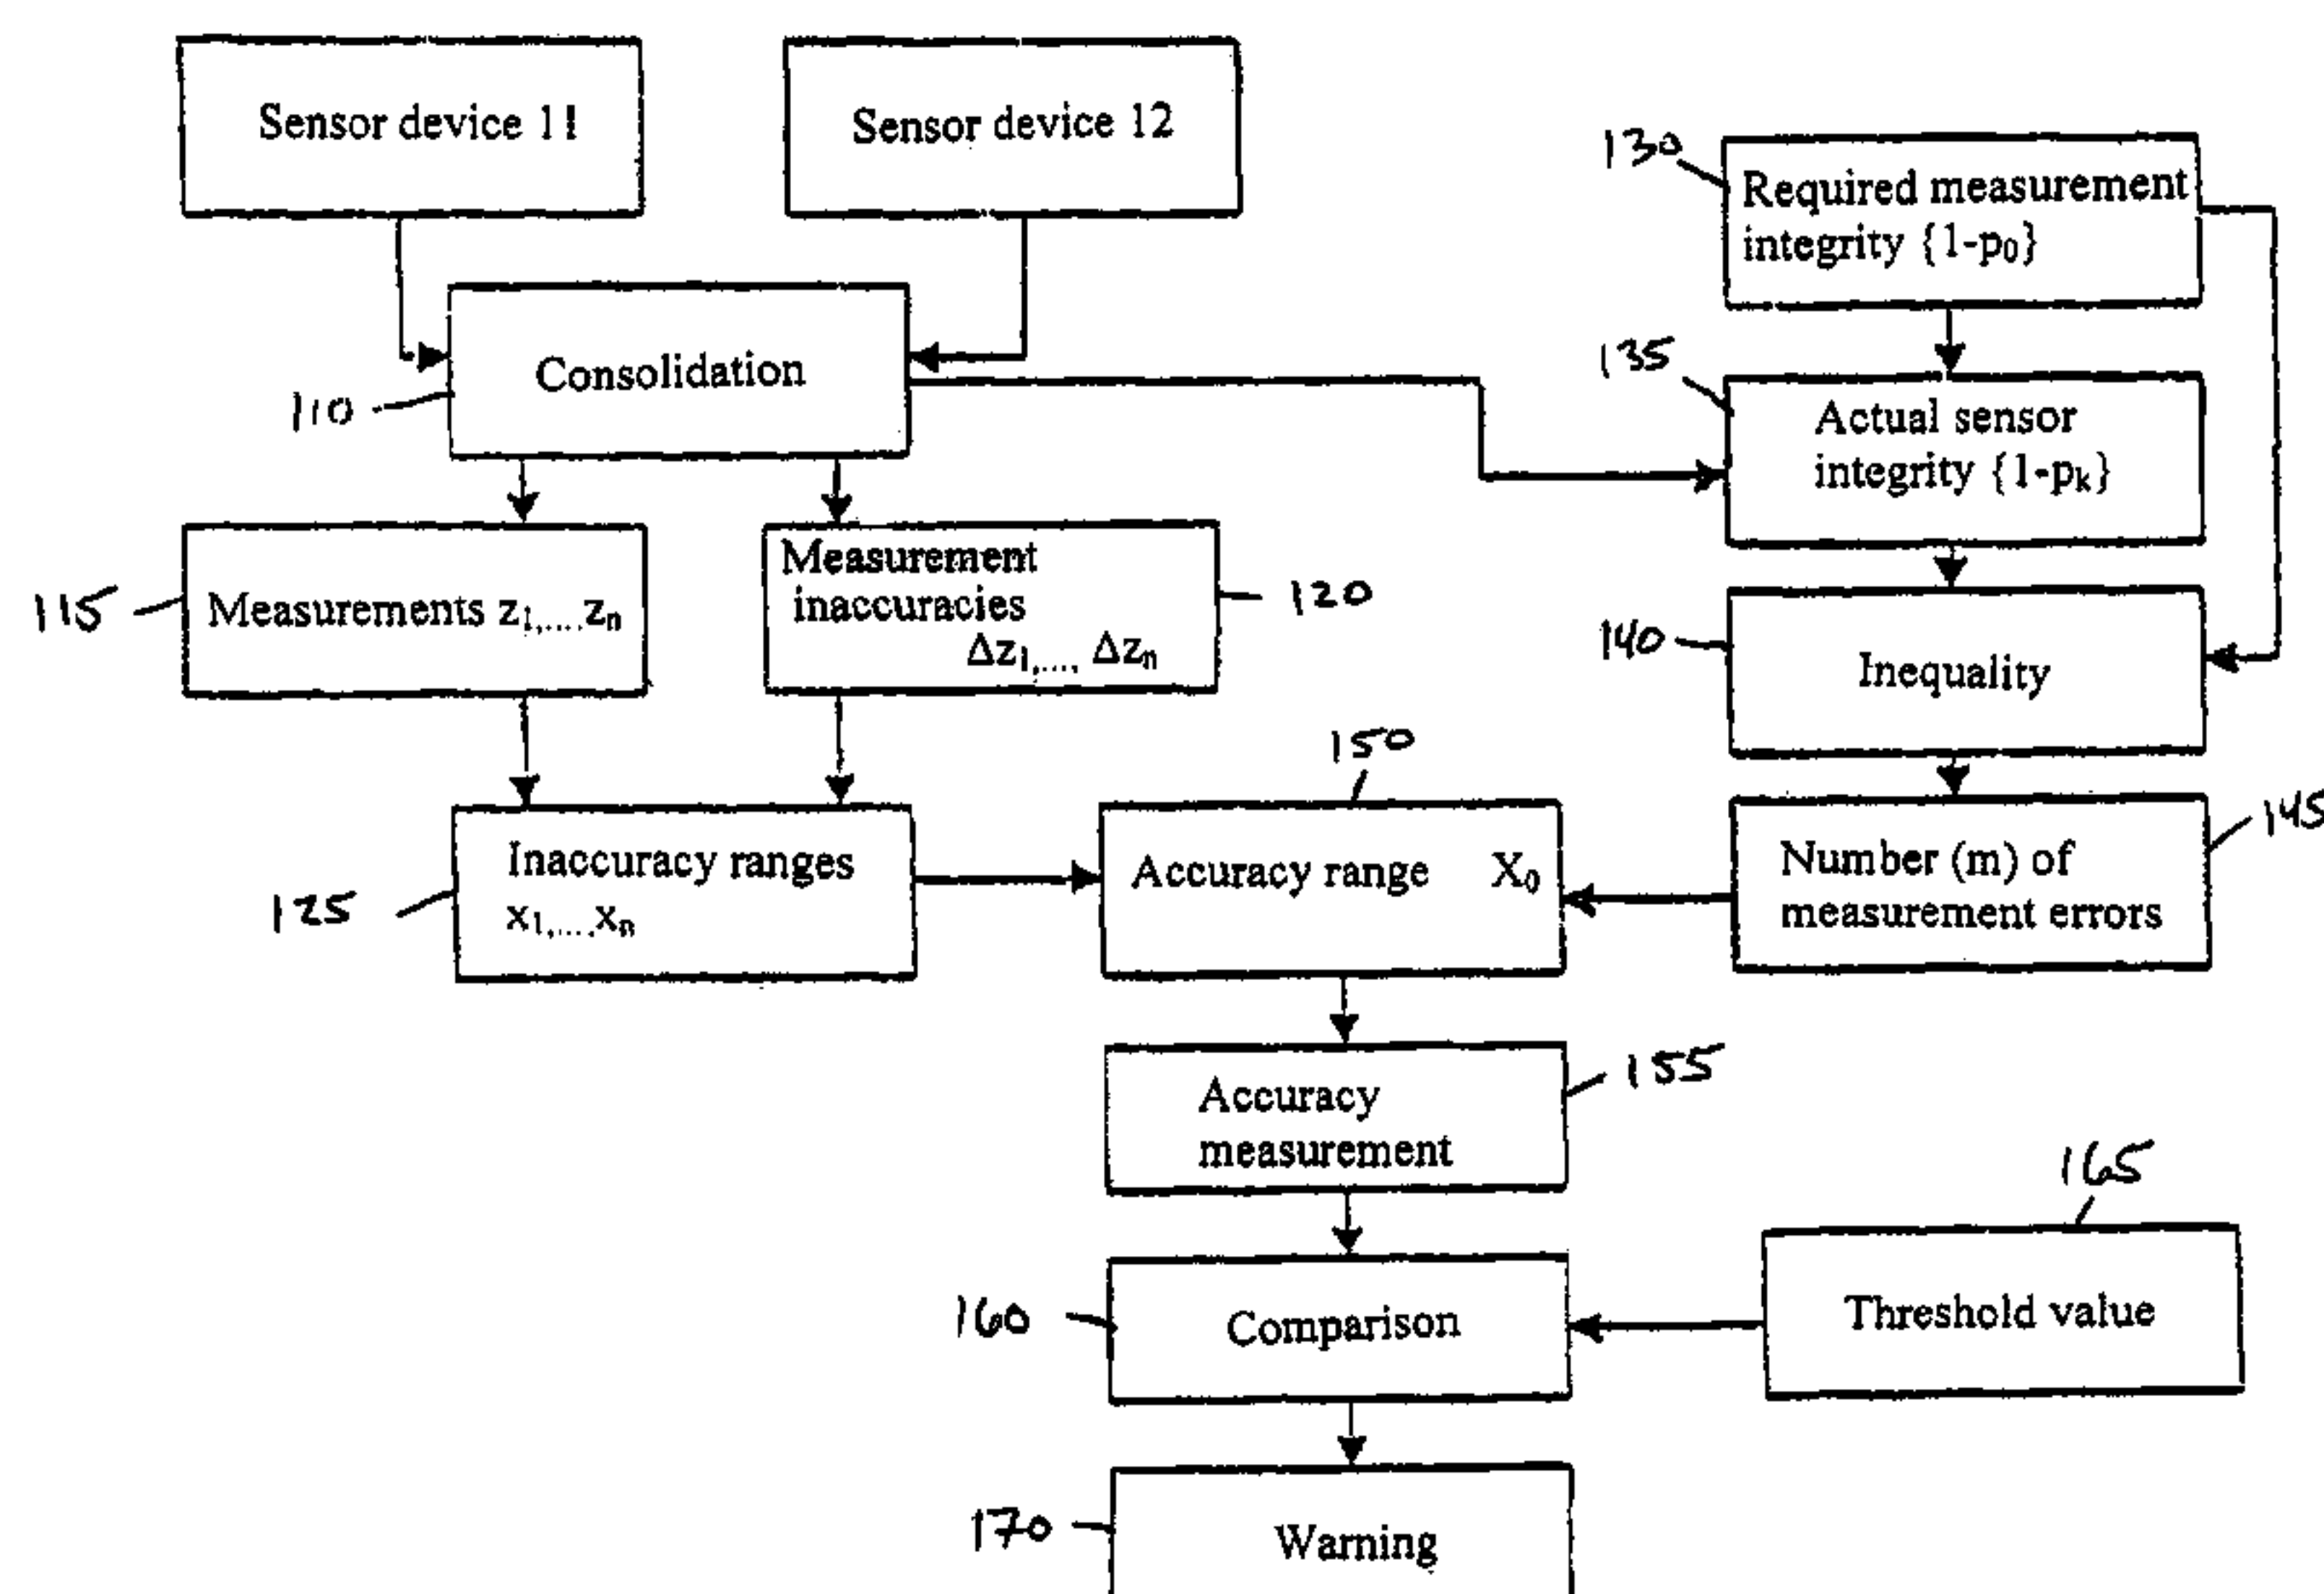 Sensor device 11
Sensor device 12
130
Required measurement
integrity {1-p₀}
Consolidation
110
135
Actual sensor
integrity {1-pₖ}
115
Measurements z₁,....zₙ
Measurement
inaccuracies
Δz₁,..., Δzₙ
120
140
Inequality
150
125
Inaccuracy ranges
x₁,....xₙ
Accuracy range X₀
Number (m) of
measurement errors
145
Accuracy
measurement
155
165
160
Comparison
Threshold value
170
Warning